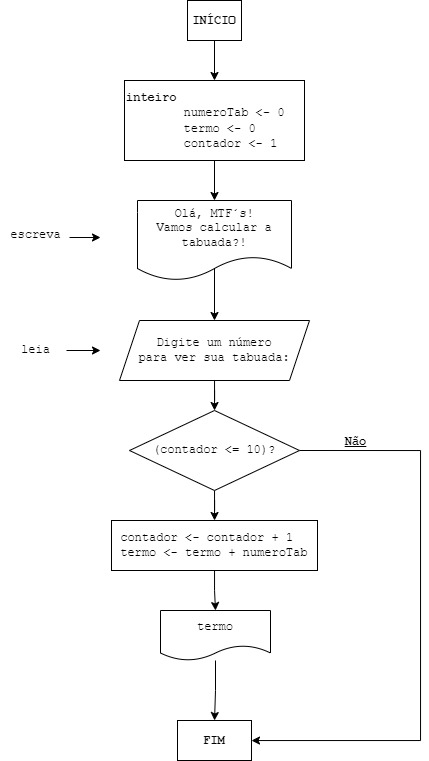 INÍCIO
inteiro
numeroTab <- 0
termo <- 0
contador <- 1
Olá, MTF´s!
Vamos calcular a
tabuada?!
escreva
Digite um número
para ver sua tabuada:
leia
(contador <= 10)?
Não
contador <- contador + 1
termo <- termo + numeroTab
termo
FIM